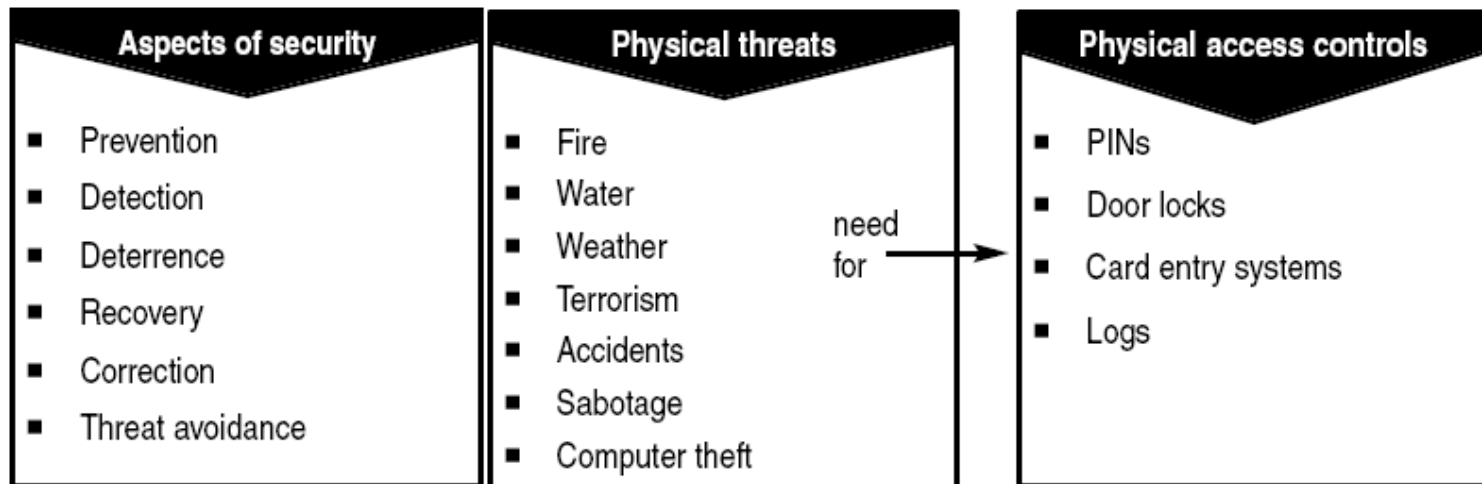 Aspects of security
Prevention
Detection
Deterrence
Recovery
Correction
Threat avoidance
Physical threats
Fire
Water
Weather
Terrorism
Accidents
Sabotage
Computer theft
need
for
Physical access controls
PINs
Door locks
Card entry systems
Logs